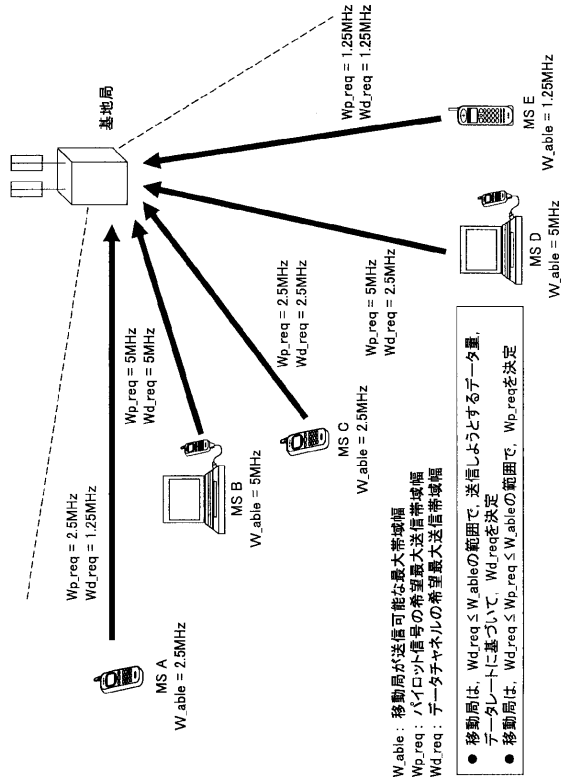 基地局
Wp_req = 2.5MHz
Wd_req = 1.25MHz
MS A
W_able = 2.5MHz
Wp_req = 5MHz
Wd_req = 5MHz
MS B
W_able = 5MHz
Wp_req = 2.5MHz
Wd_req = 2.5MHz
MS C
W_able = 2.5MHz
Wp_req = 5MHz
Wd_req = 2.5MHz
MS D
W_able = 5MHz
Wp_req = 1.25MHz
Wd_req = 1.25MHz
MS E
W_able = 1.25MHz
W_able : 移動局が送信可能な最大帯域幅
Wp_req : パイロット信号の希望最大送信帯域幅
Wd_req : データチャネルの希望最大送信帯域幅
● 移動局は、Wd_req ≤ W_ableの範囲で、送信しようとするデータ量、
データレートに基づいて、Wd_reqを決定
● 移動局は、Wd_req ≤ Wp_req ≤ W_ableの範囲で、Wp_reqを決定